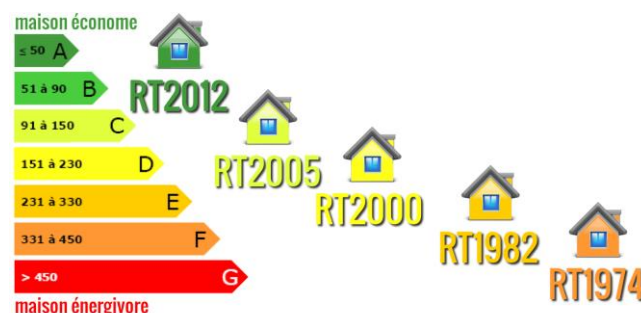 maison économe
≤ 50 A
51 à 90 B
91 à 150 C
151 à 230 D
231 à 330 E
331 à 450 F
> 450 G
maison énergivore
RT2012
RT2005
RT2000
RT1982
RT1974